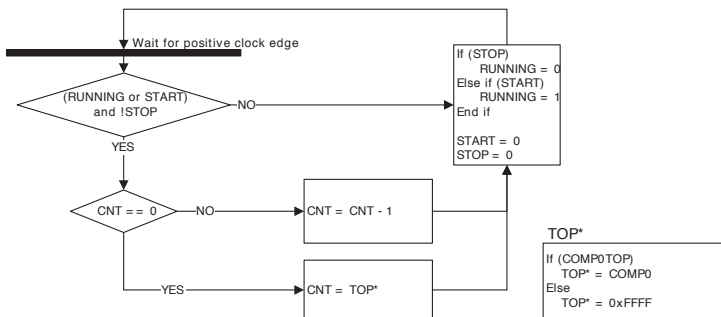 Wait for positive clock edge
(RUNNING or START)
and !STOP
NO
YES
If (STOP)
RUNNING = 0
Else if (START)
RUNNING = 1
End if
START = 0
STOP = 0
CNT == 0
NO
CNT = CNT - 1
YES
CNT = TOP*
TOP*
If (COMP0TOP)
TOP* = COMP0
Else
TOP* = 0xFFFF